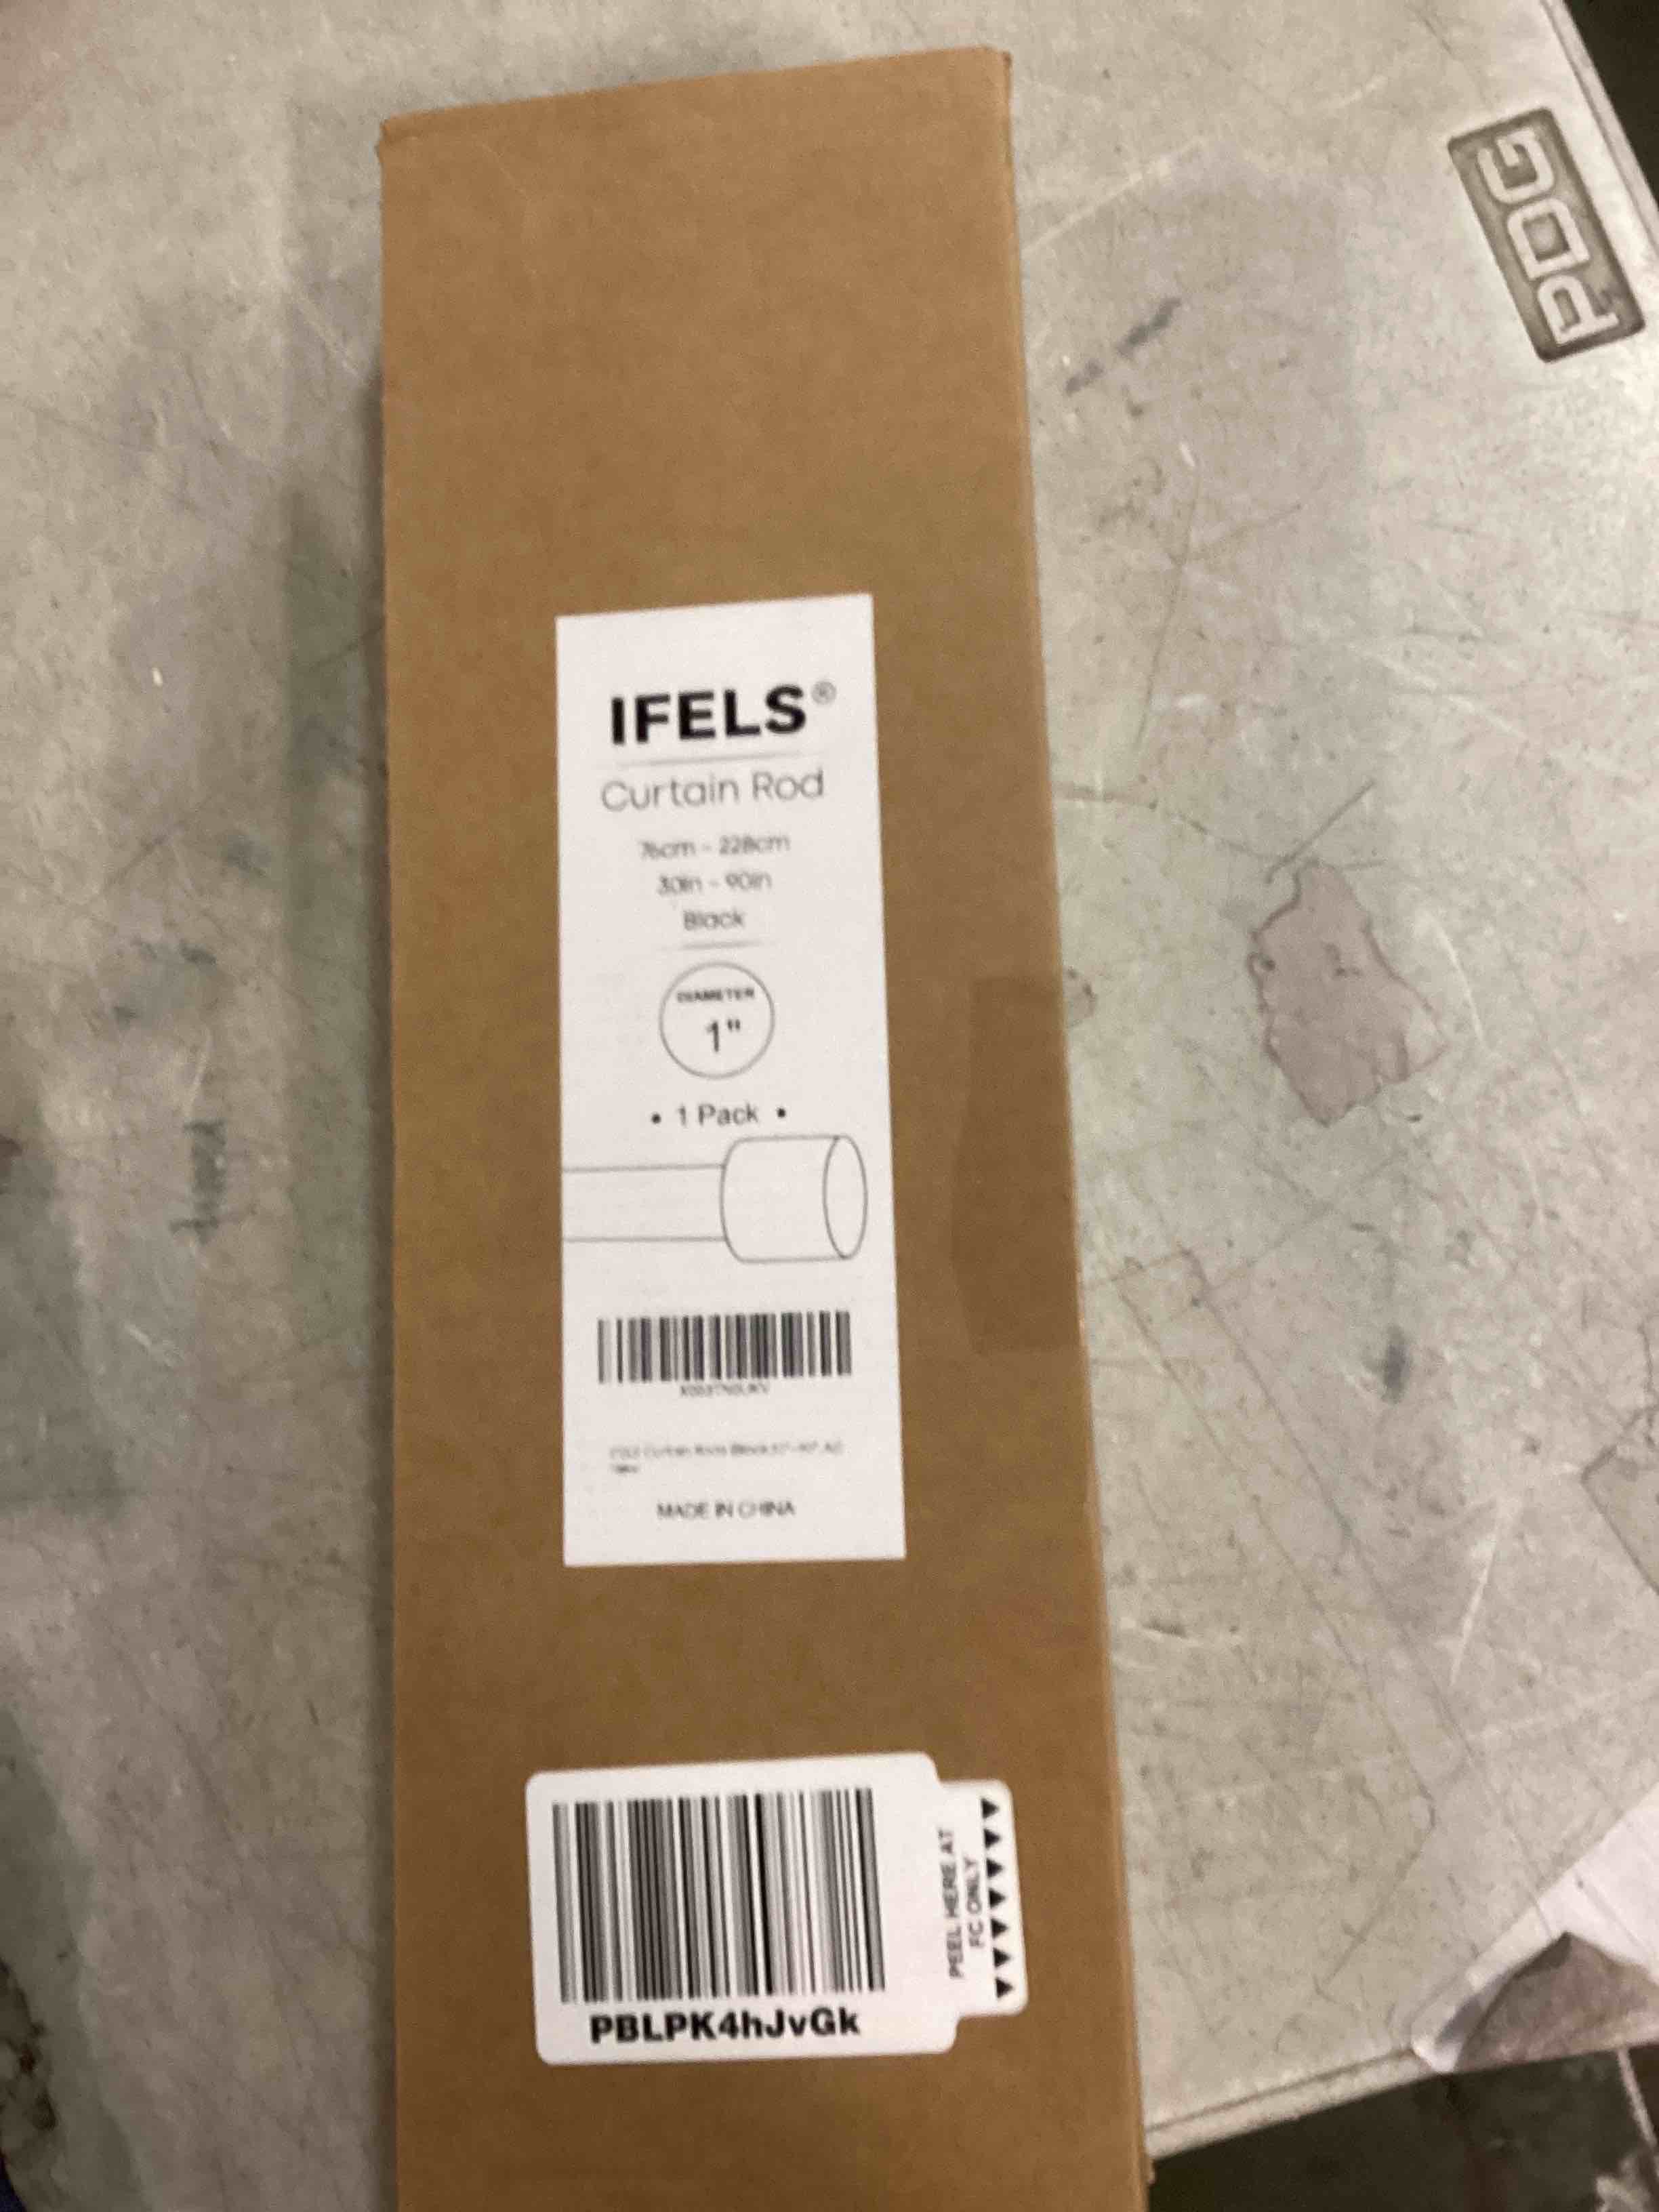 PDG
IFELS®
Curtain Rod
76cm - 228cm
30in - 90in
Black
DIAMETER
1"
• 1 Pack •
MADE IN CHINA
PEEL HERE AT
FC ONLY
PBLPK4hJvGk